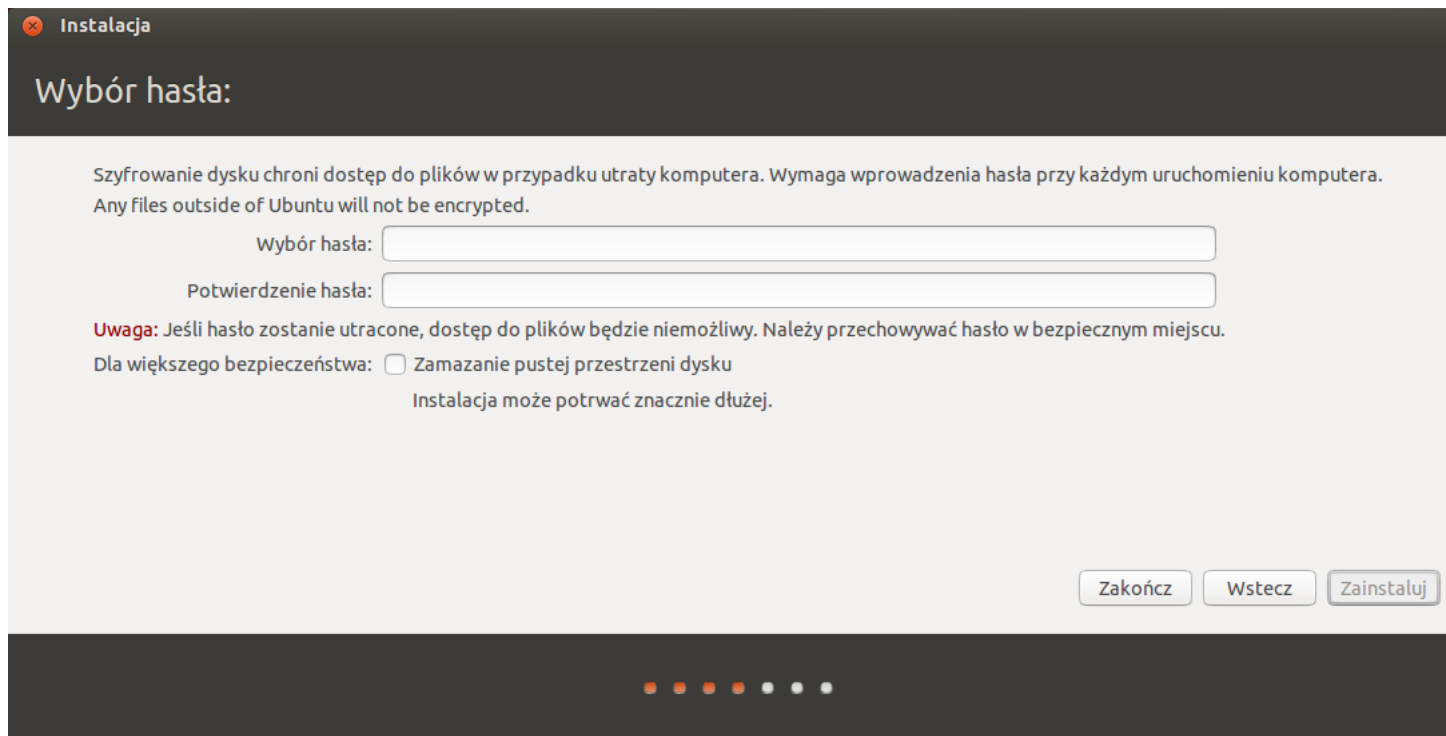 Instalacja
Wybór hasła:
Szyfrowanie dysku chroni dostęp do plików w przypadku utraty komputera. Wymaga wprowadzenia hasła przy każdym uruchomieniu komputera.
Any files outside of Ubuntu will not be encrypted.
Wybór hasła:
Potwierdzenie hasła:
Uwaga: Jeśli hasło zostanie utracone, dostęp do plików będzie niemożliwy. Należy przechowywać hasło w bezpiecznym miejscu.
Dla większego bezpieczeństwa: Zamazanie pustej przestrzeni dysku
Instalacja może potrwać znacznie dłużej.
Zakończ Wstecz Zainstaluj